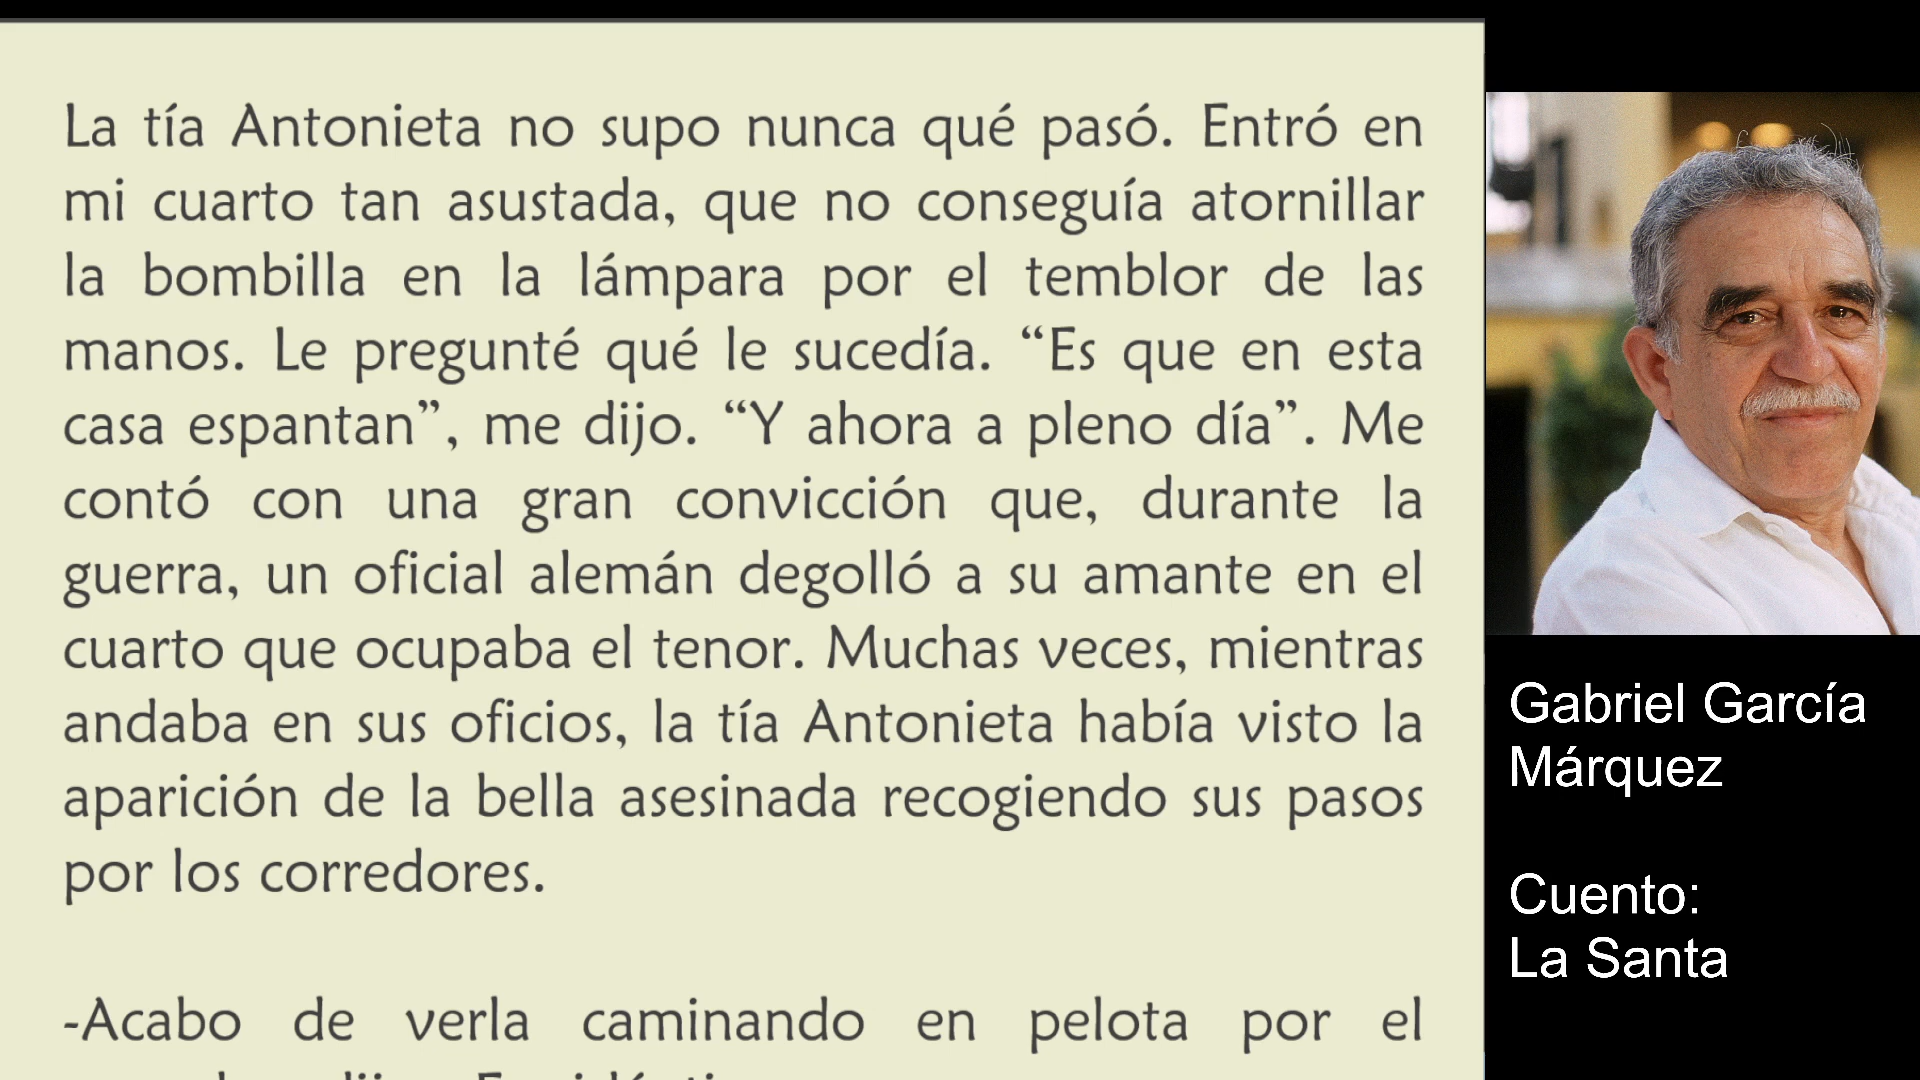 La tía Antonieta no supo nunca qué pasó. Entró en
mi cuarto tan asustada, que no conseguía atornillar
la bombilla en la lámpara por el temblor de las
manos. Le pregunté qué le sucedía. “Es que en esta
casa espantan”, me dijo. “Y ahora a pleno día”. Me
contó con una gran convicción que, durante la
guerra, un oficial alemán degolló a su amante en el
cuarto que ocupaba el tenor. Muchas veces, mientras
andaba en sus oficios, la tía Antonieta había visto la
aparición de la bella asesinada recogiendo sus pasos
por los corredores.
-Acabo de verla caminando en pelota por el
Gabriel García
Márquez
Cuento:
La Santa